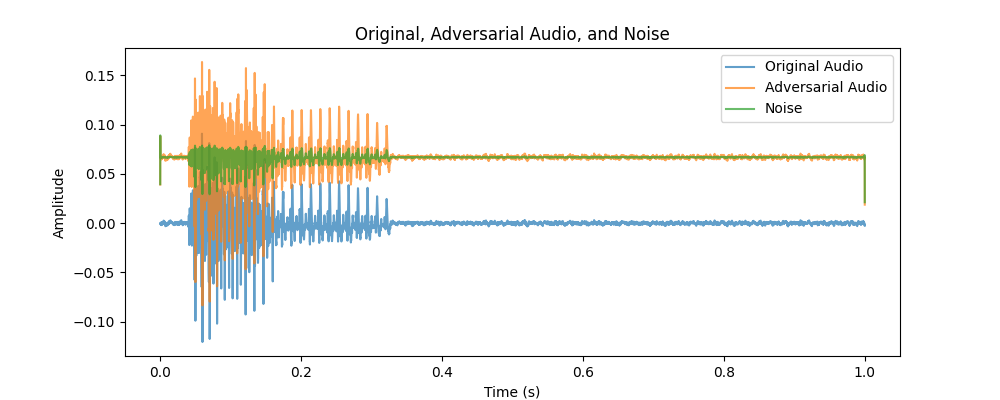 Original, Adversarial Audio, and Noise
Original Audio
Adversarial Audio
Noise
0.15
0.10
0.05
0.00
−0.05
−0.10
Amplitude
0.0 0.2 0.4 0.6 0.8 1.0
Time (s)